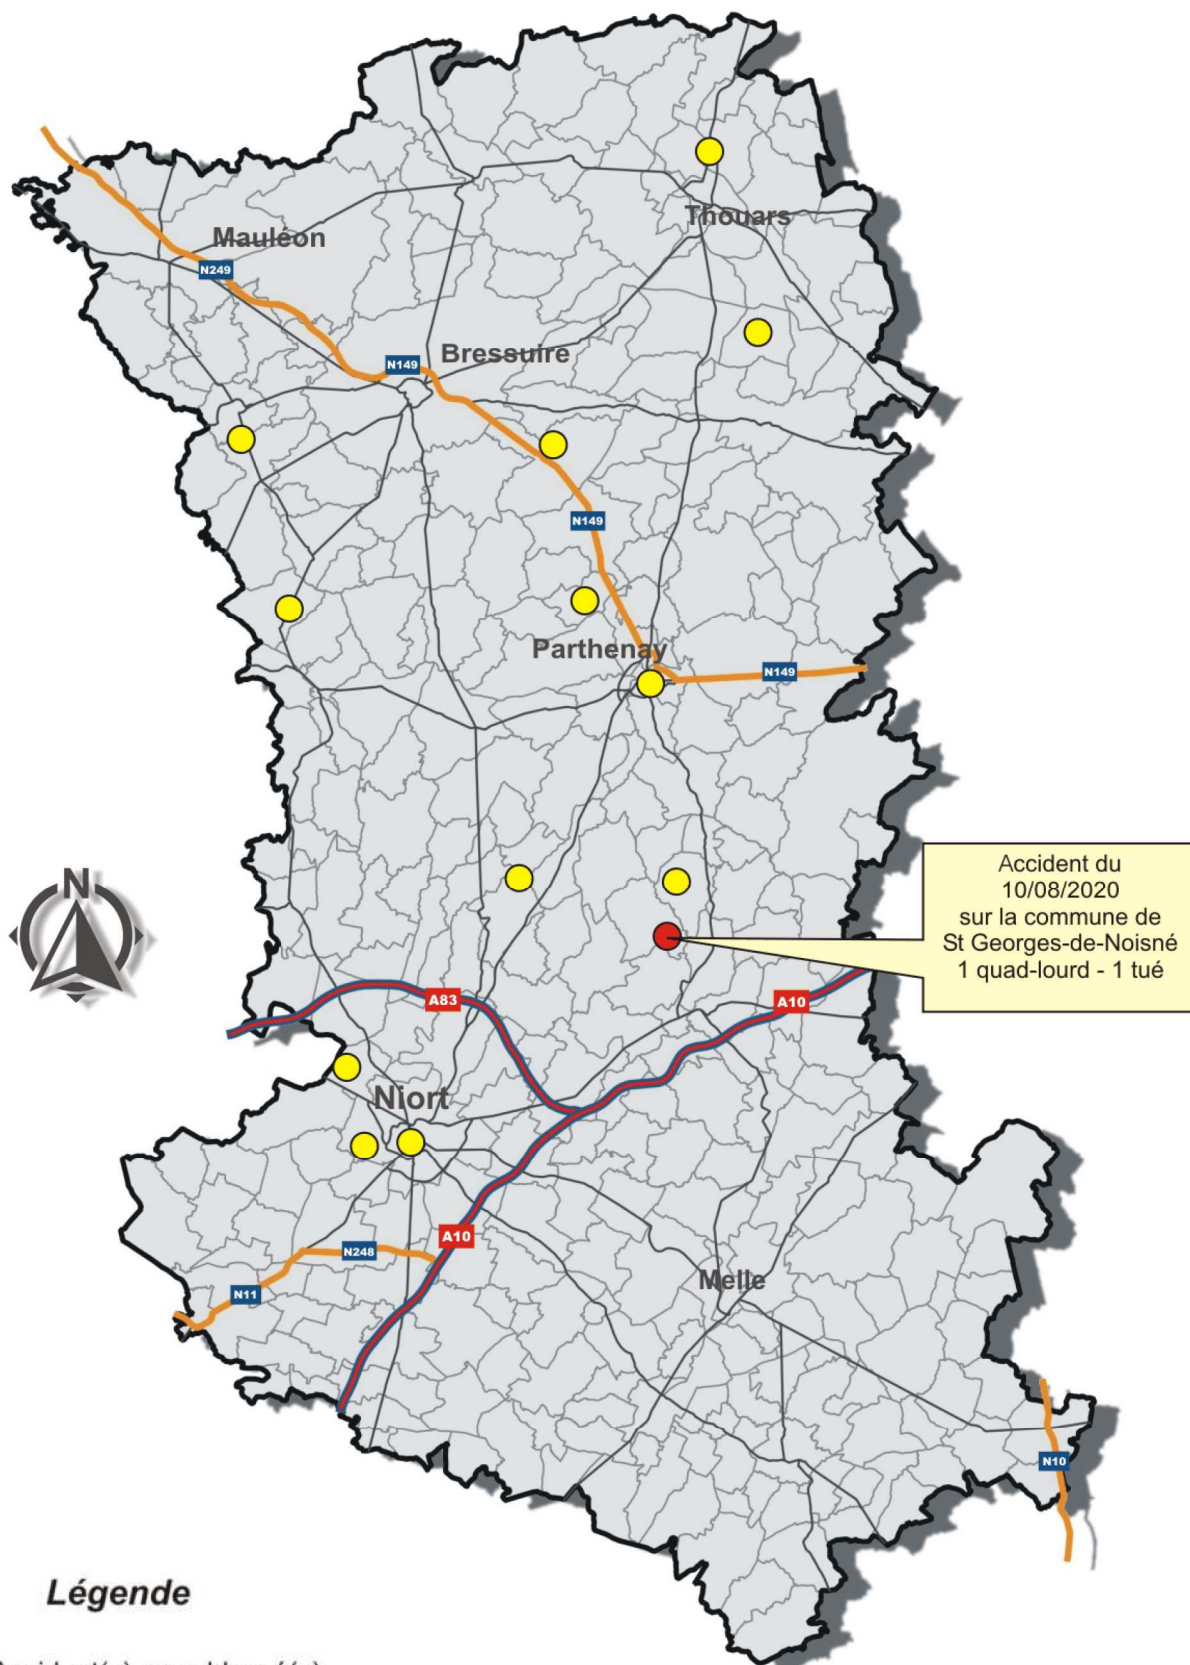 Thouars
Mauléon
N249
Bressuire
N149
N149
Parthenay
N149
N
Accident du
10/08/2020
sur la commune de
St Georges-de-Noisné
1 quad-lourd - 1 tué
A83
A10
Niort
A10
N248
N11
Melle
N10
Légende